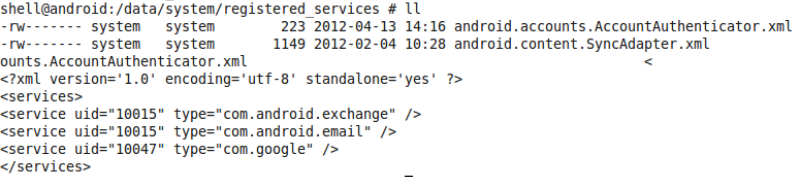 shell@android:/data/system/registered_services # ll
-rw------- system   system        223 2012-04-13 14:16 android.accounts.AccountAuthenticator.xml
-rw------- system   system       1149 2012-02-04 10:28 android.content.SyncAdapter.xml
ounts.AccountAuthenticator.xml                                                <
<?xml version='1.0' encoding='utf-8' standalone='yes' ?>
<services>
<service uid="10015" type="com.android.exchange" />
<service uid="10015" type="com.android.email" />
<service uid="10047" type="com.google" />
</services>